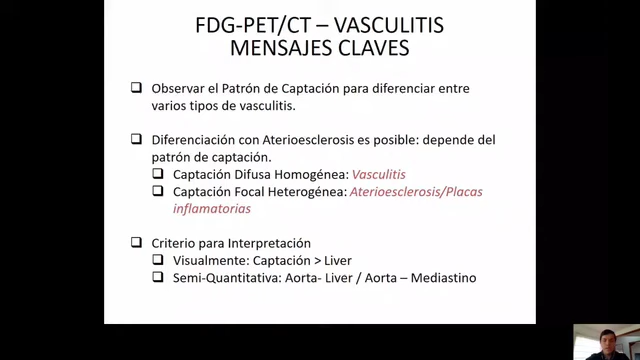 FDG-PET/CT – VASCULITIS
MENSAJES CLAVES
Observar el Patrón de Captación para diferenciar entre
varios tipos de vasculitis.
Diferenciación con Aterioesclerosis es posible: depende del
patrón de captación.
Captación Difusa Homogénea: Vasculitis
Captación Focal Heterogénea: Aterioesclerosis/Placas
inflamatorias
Criterio para Interpretación
Visualmente: Captación > Liver
Semi-Quantitativa: Aorta- Liver / Aorta – Mediastino